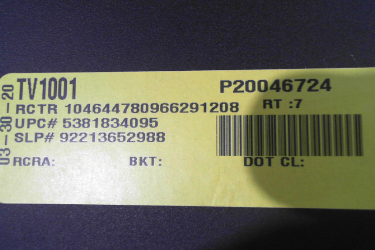 03-30-20
TV1001 P20046724
RCTR 104644780966291208 RT :7
UPC# 5381834095
SLP# 92213652988
RCRA: BKT: DOT CL: